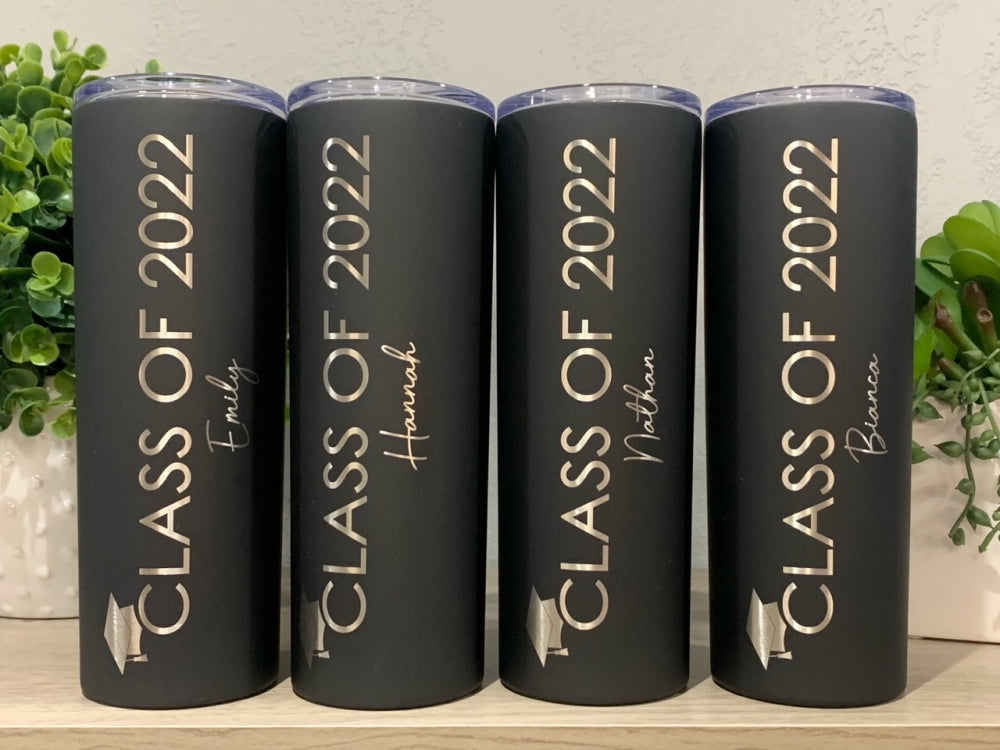 CLASS OF 2022
Emily
CLASS OF 2022
Hannah
CLASS OF 2022
Nathan
CLASS OF 2022
Bianca